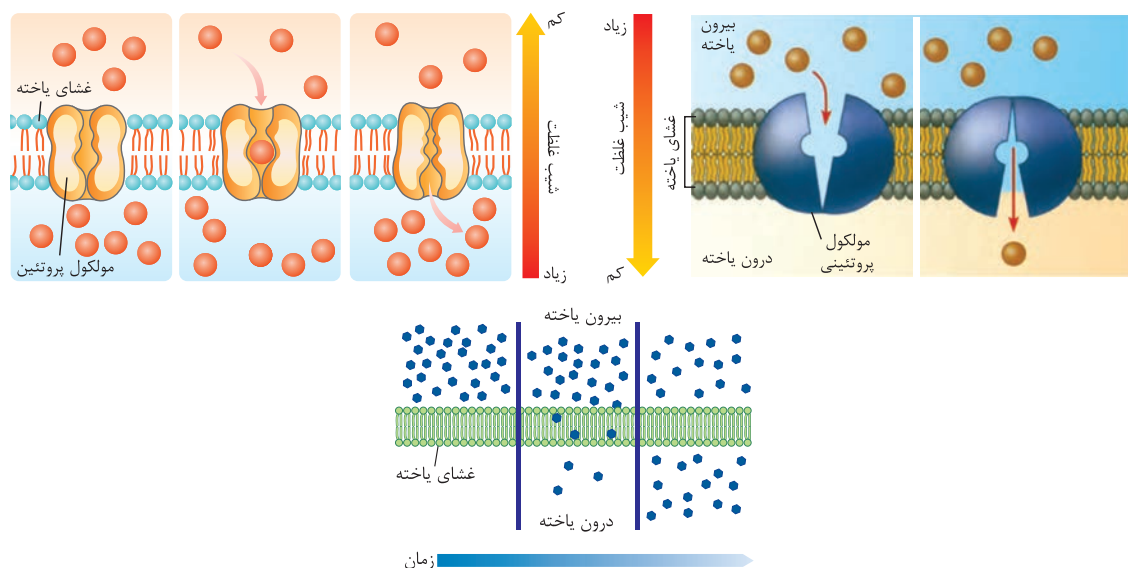 غشای یاخته
مولکول پروتئین
کم
شیب غلظت
زیاد
زیاد
شیب غلظت
کم
بیرون
یاخته
غشای یاخته
مولکول
پروتئینی
درون یاخته
بیرون یاخته
غشای یاخته
درون یاخته
زمان